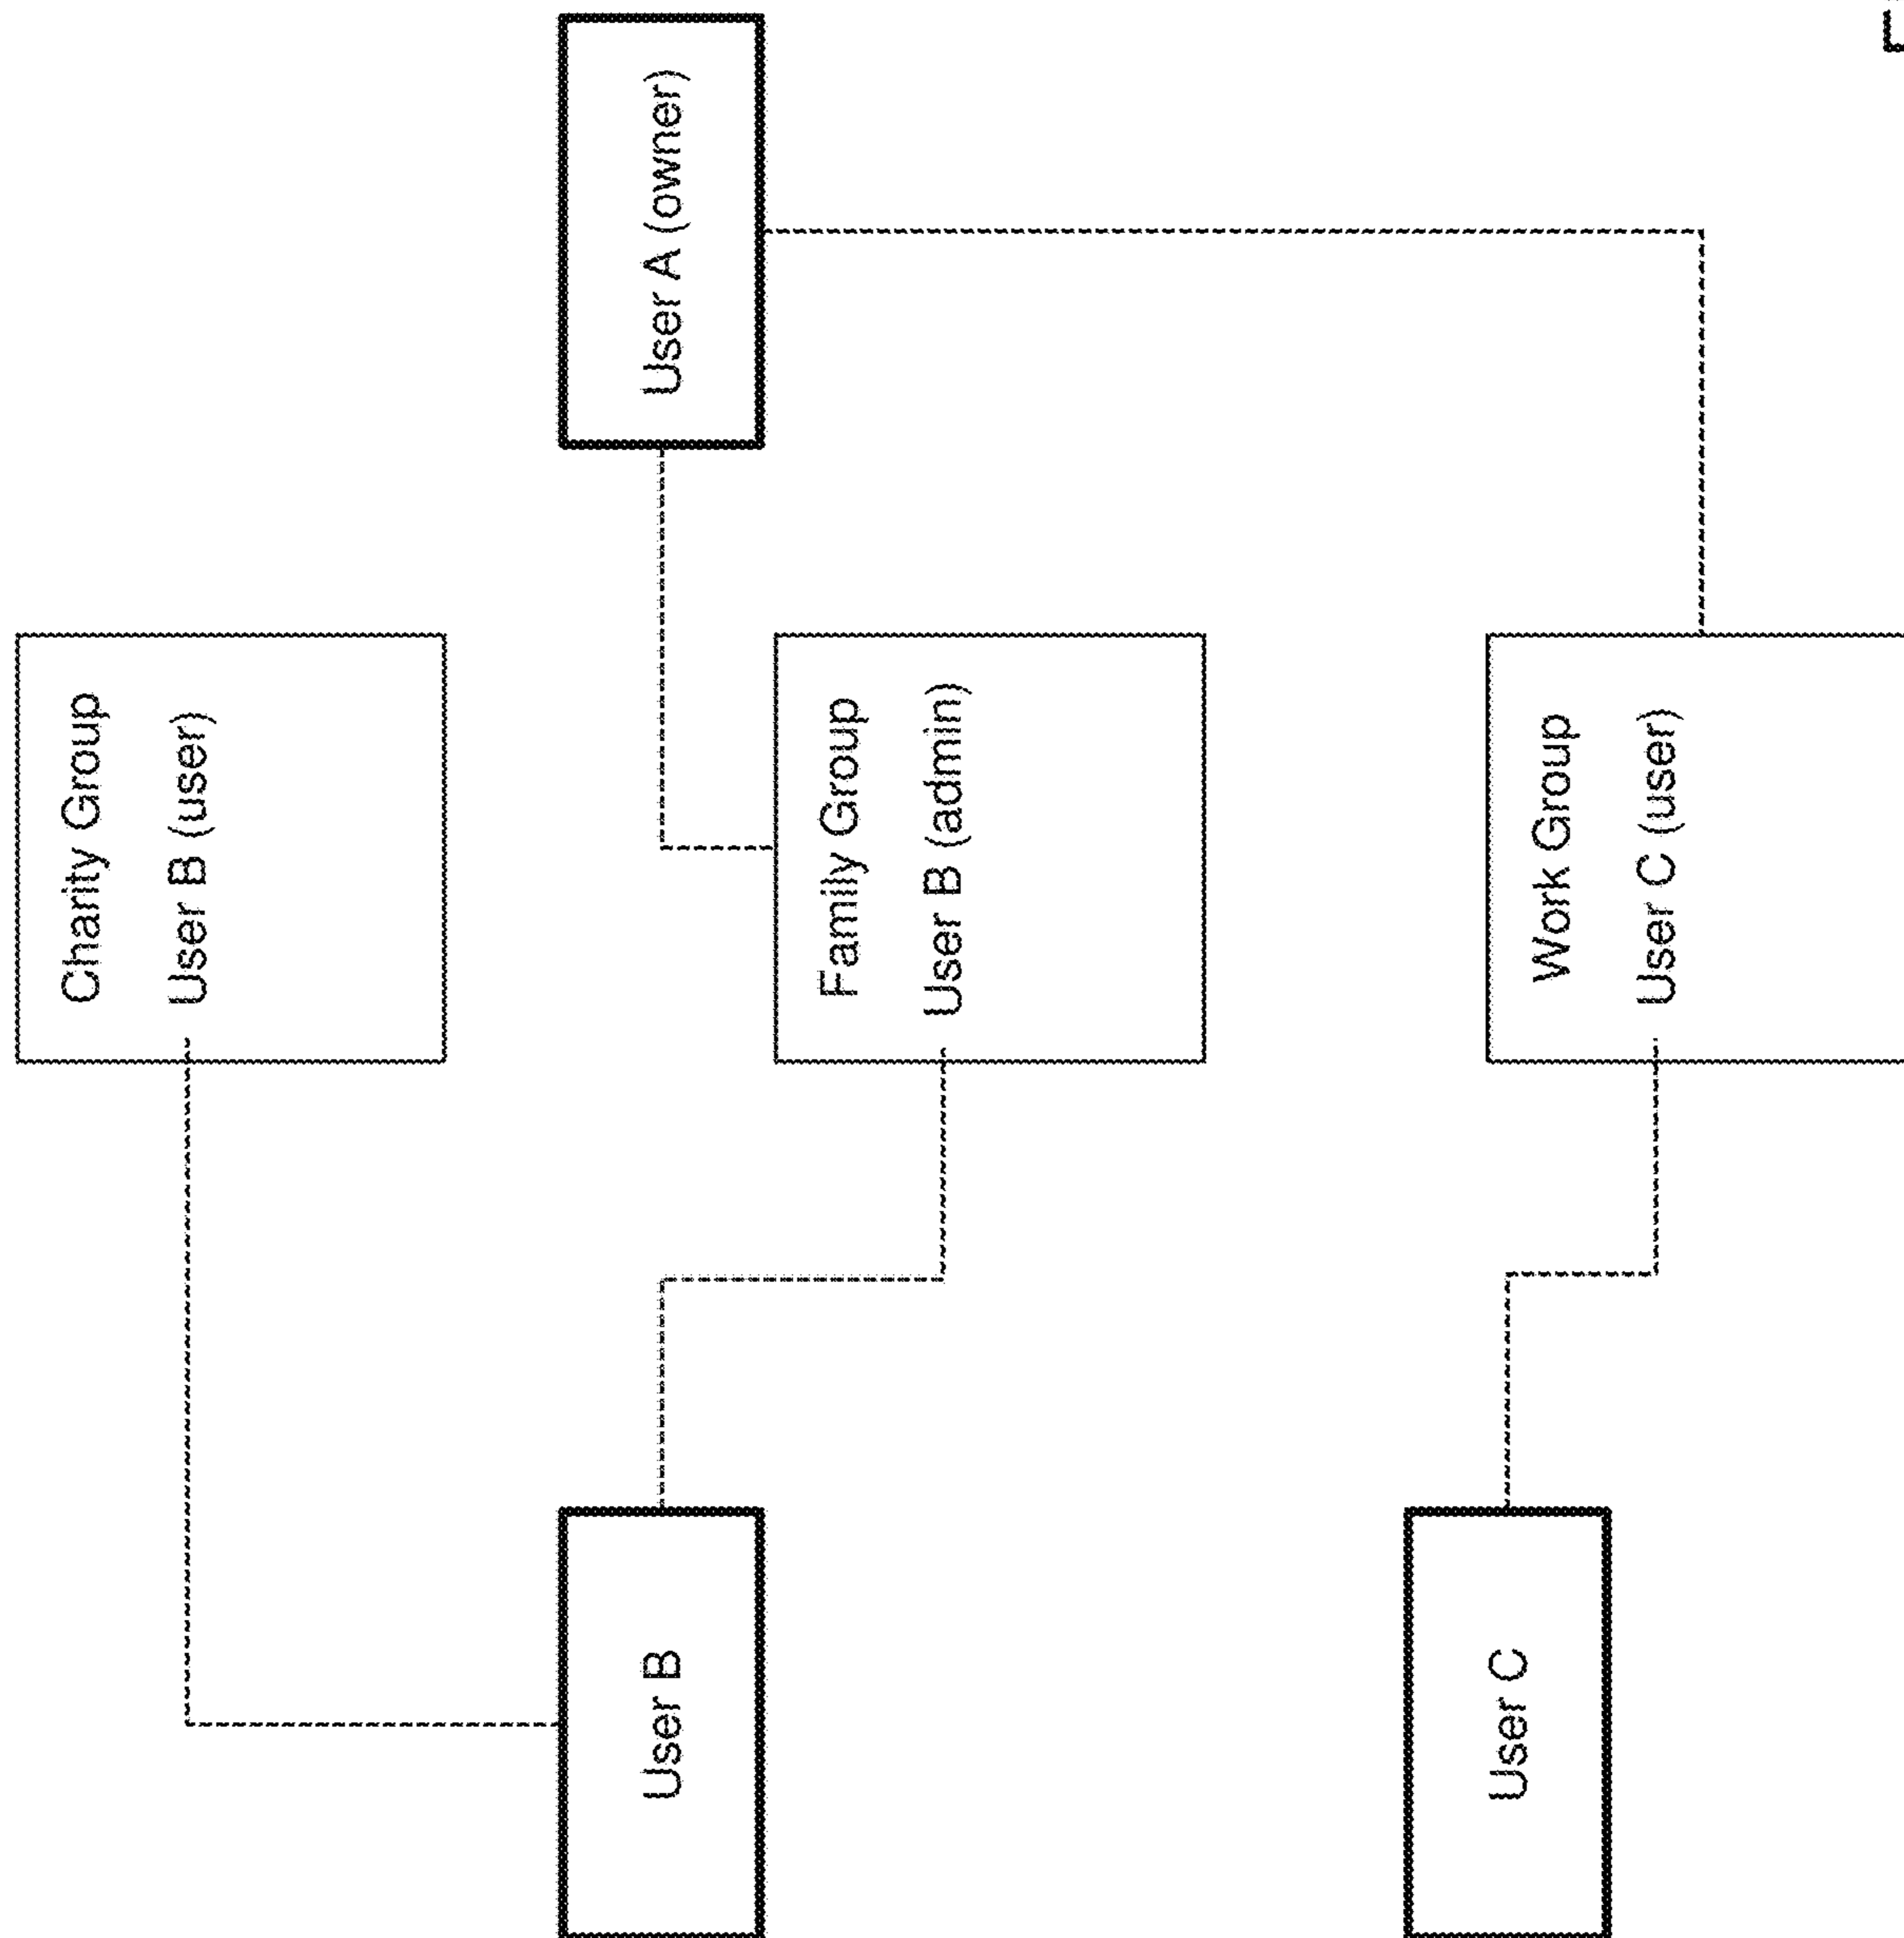 Charity Group
User B (user)
User A (owner)
Family Group
User B (admin)
Work Group
User C (user)
User B
User C